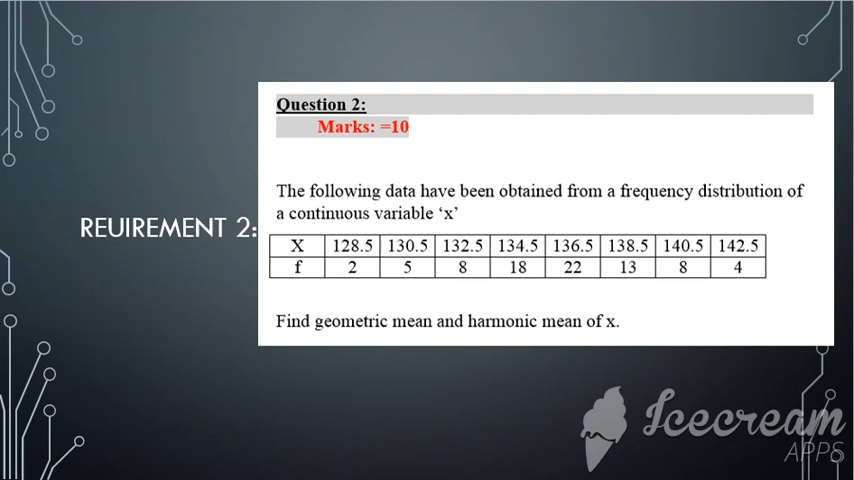 Question 2:
Marks: =10
The following data have been obtained from a frequency distribution of
a continuous variable ‘x’
REUIREMENT 2:
X 128.5 130.5 132.5 134.5 136.5 138.5 140.5 142.5
f 2 5 8 18 22 13 8 4
Find geometric mean and harmonic mean of x.
Icecream
APPS